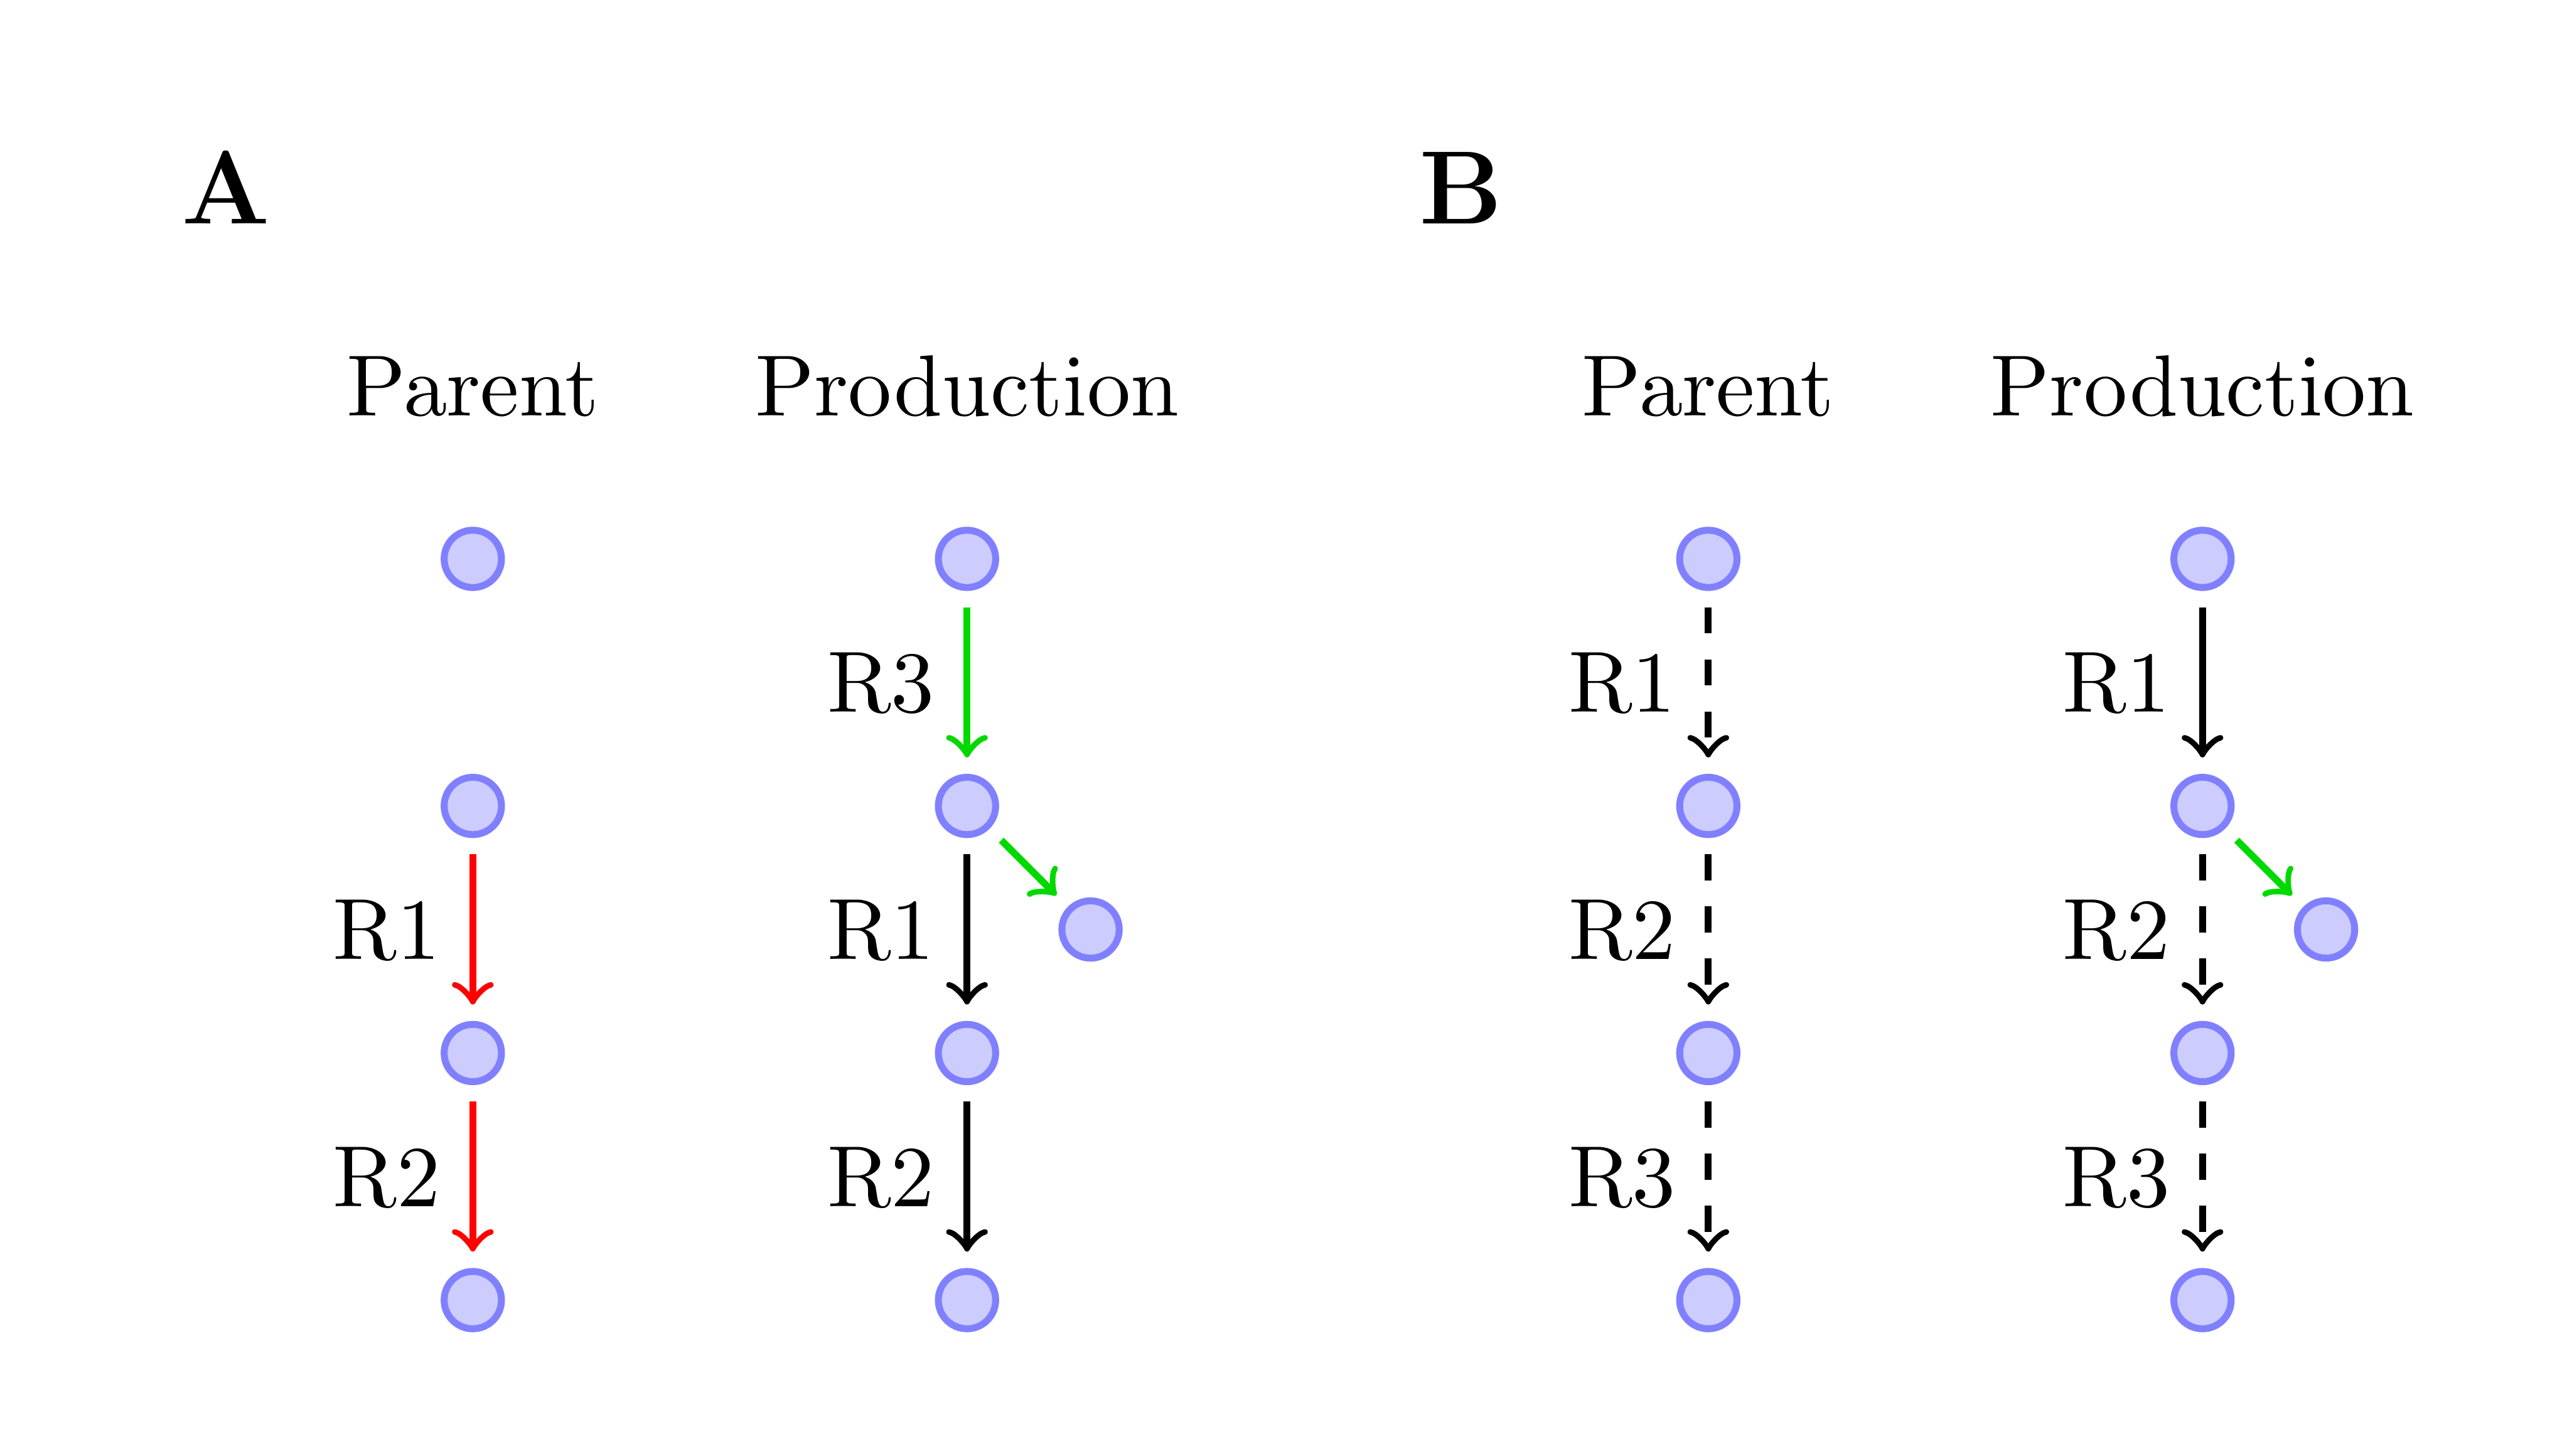 A
Parent Production
R3
R1 R1
R2 R2
B
Parent Production
R1 R1
R2 R2
R3 R3